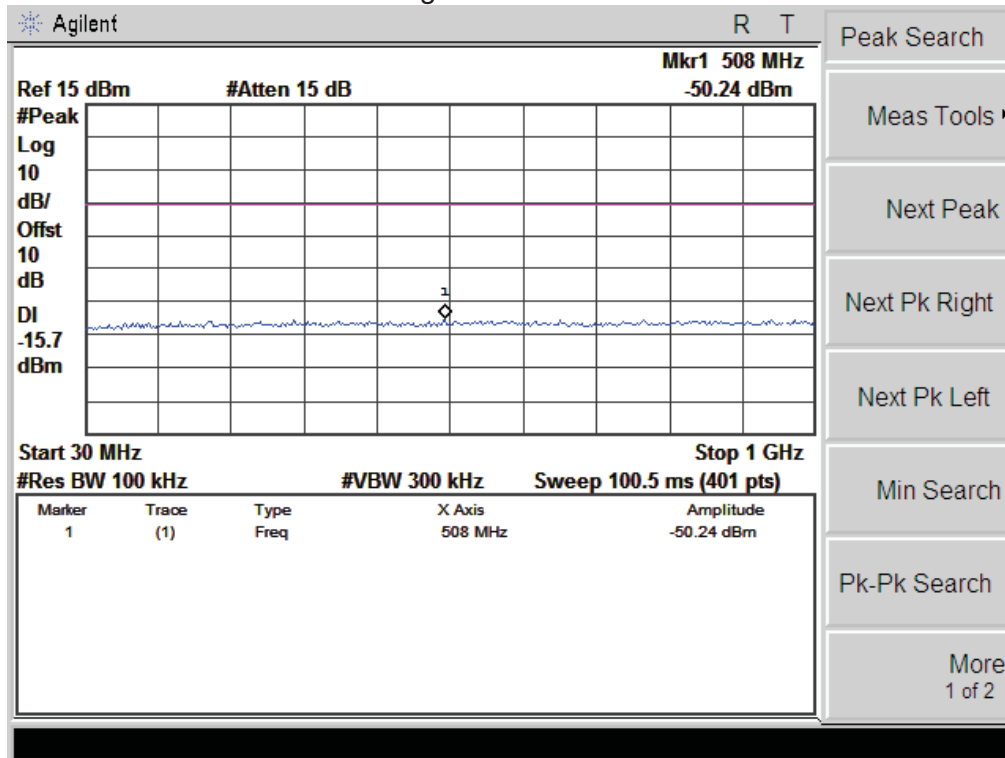 Agilent
R T
Mkr1 508 MHz
Ref 15 dBm #Atten 15 dB -50.24 dBm
#Peak
Log
10
dB/
Offst
10
dB
DI
-15.7
dBm
1
Start 30 MHz Stop 1 GHz
#Res BW 100 kHz #VBW 300 kHz Sweep 100.5 ms (401 pts)
Marker Trace Type X Axis Amplitude
1 (1) Freq 508 MHz -50.24 dBm
Peak Search
Meas Tools
Next Peak
Next Pk Right
Next Pk Left
Min Search
Pk-Pk Search
More
1 of 2